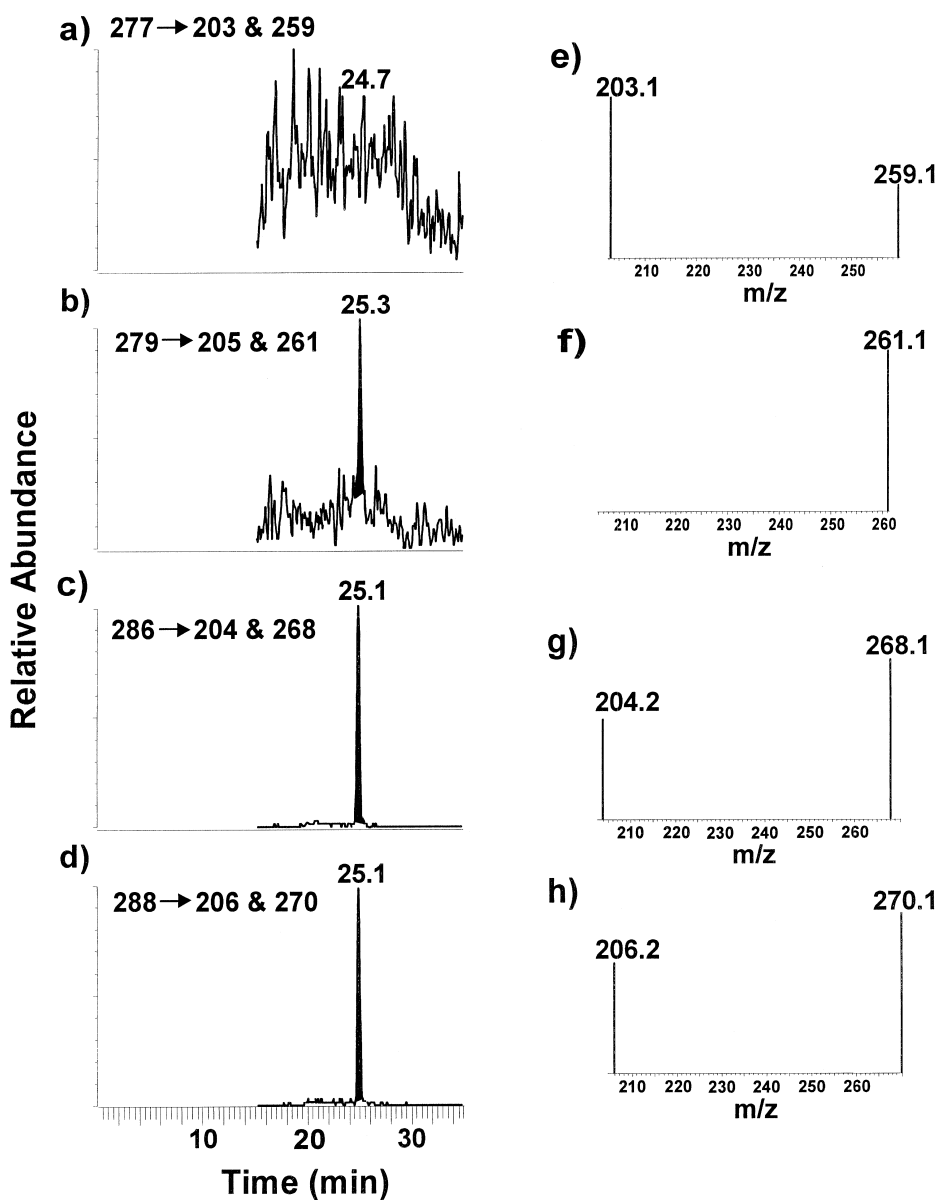 a) 277→203 & 259
24.7
b) 25.3
279→205 & 261
c) 25.1
286→204 & 268
d) 25.1
288→206 & 270
Relative Abundance
10 20 30
Time (min)
e)
203.1
259.1
210 220 230 240 250
m/z
f)
261.1
210 220 230 240 250 260
m/z
g)
268.1
204.2
210 220 230 240 250 260
m/z
h)
270.1
206.2
210 220 230 240 250 260
m/z